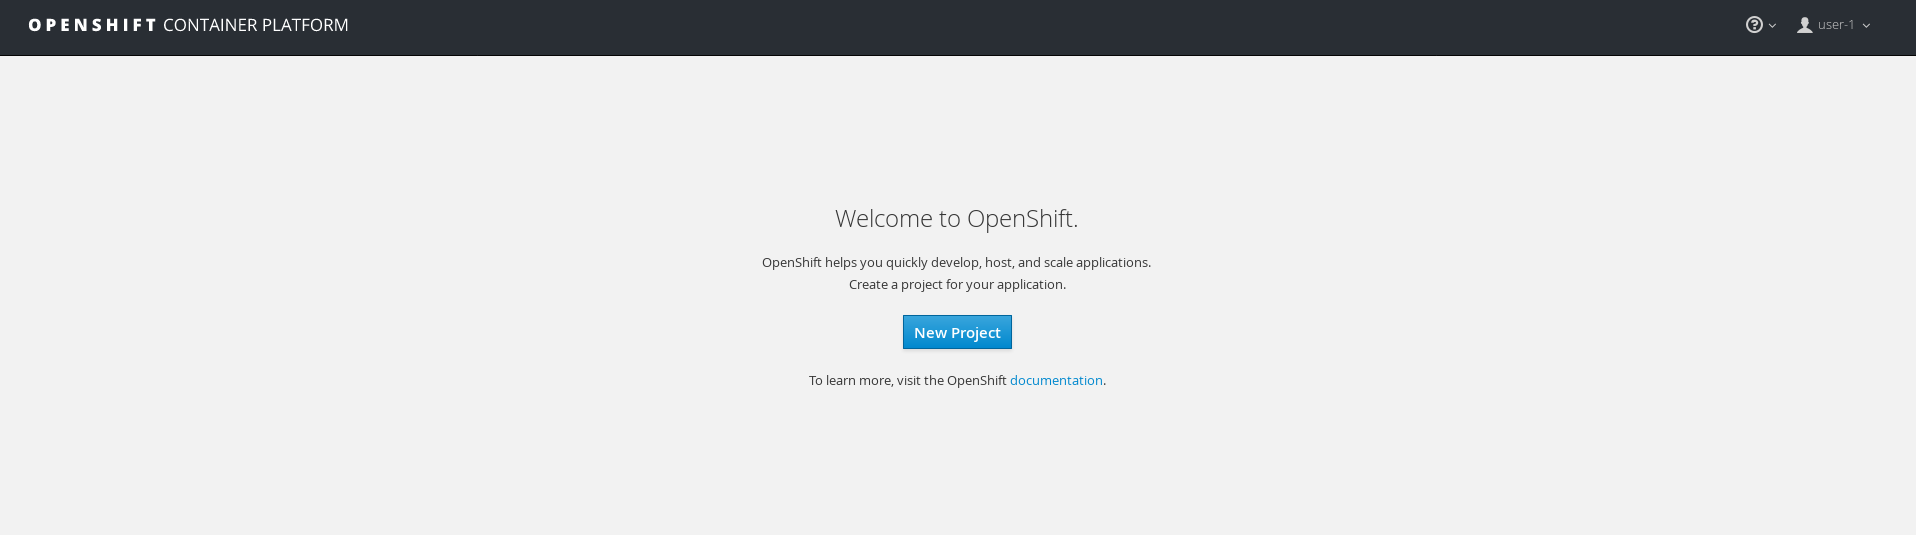 OPENSHIFT CONTAINER PLATFORM
user-1
Welcome to OpenShift.
OpenShift helps you quickly develop, host, and scale applications.
Create a project for your application.
New Project
To learn more, visit the OpenShift documentation.